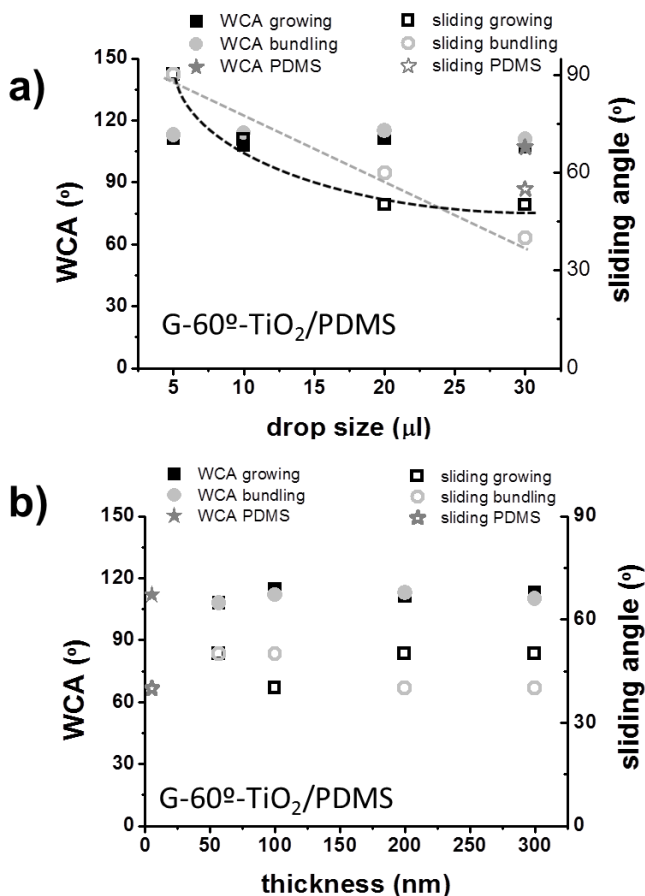 WCA growing sliding growing
WCA bundling sliding bundling
WCA PDMS sliding PDMS
a)
150
120
90
60
30
0
WCA (º)
90
60
30
0
sliding angle (º)
G-60º-TiO₂/PDMS
5 10 15 20 25 30
drop size (µl)
WCA growing sliding growing
WCA bundling sliding bundling
WCA PDMS sliding PDMS
b)
150
120
90
60
30
0
WCA (º)
90
60
30
0
sliding angle (º)
G-60º-TiO₂/PDMS
0 50 100 150 200 250 300
thickness (nm)